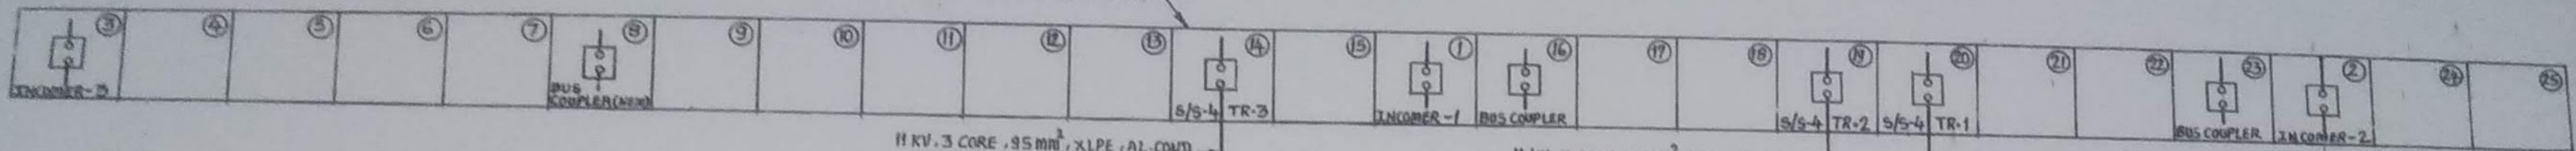 ③ ④ ⑤ ⑥ ⑦ ⑧ ⑨ ⑩ ⑪ ⑫ ⑬ ⑭ ⑮ ① ⑯ ⑰ ⑱ ⑲ ⑳ ㉑ ㉒ ㉓ ② ㉔ ㉕
INCOMER-3
BUS
COUPLER(NEW)
S/S-4 TR-3
INCOMER-1
BUS COUPLER
S/S-4 TR-2
S/S-4 TR-1
BUS COUPLER
INCOMER-2
11 KV. 3 CORE .95mm², XLPE, AL.COND